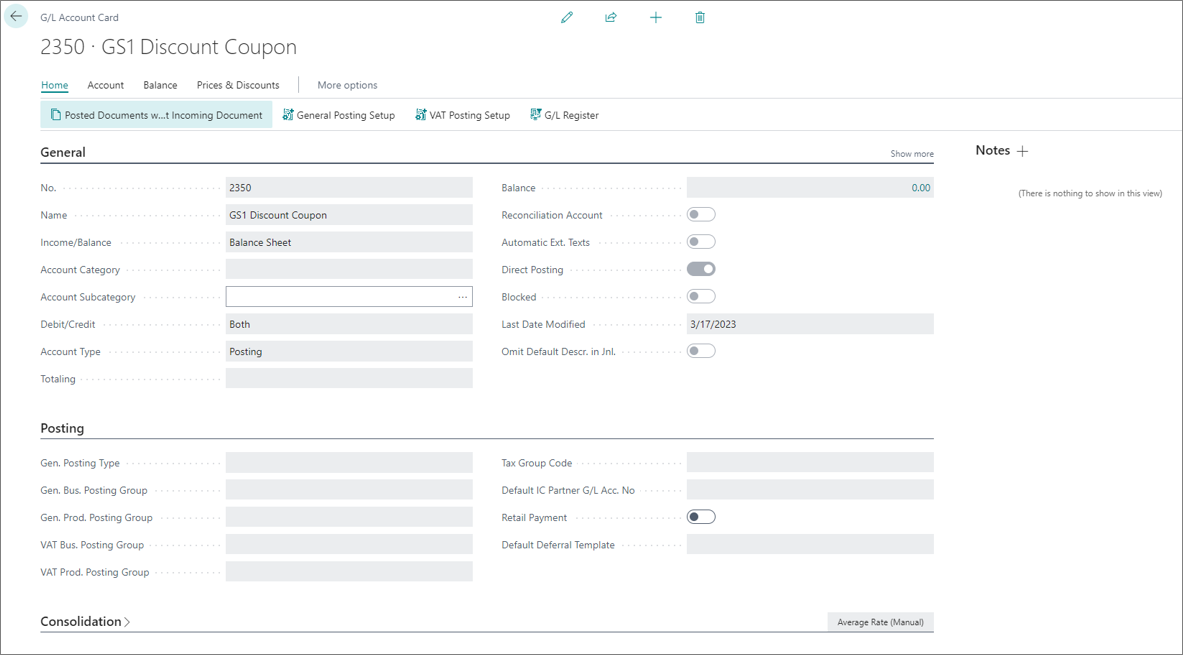 G/L Account Card
2350 · GS1 Discount Coupon
Home Account Balance Prices & Discounts More options
Posted Documents w...t Incoming Document General Posting Setup VAT Posting Setup G/L Register
General Show more
Notes
(There is nothing to show in this view)
No. 2350
Name GS1 Discount Coupon
Income/Balance Balance Sheet
Account Category
Account Subcategory ...
Debit/Credit Both
Account Type Posting
Totaling
Balance 0.00
Reconciliation Account
Automatic Ext. Texts
Direct Posting
Blocked
Last Date Modified 3/17/2023
Omit Default Descr. in Jnl.
Posting
Gen. Posting Type
Gen. Bus. Posting Group
Gen. Prod. Posting Group
VAT Bus. Posting Group
VAT Prod. Posting Group
Tax Group Code
Default IC Partner G/L Acc. No
Retail Payment
Default Deferral Template
Consolidation Average Rate (Manual)